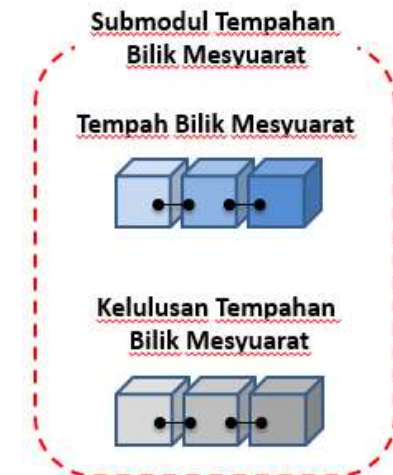 Submodul Tempahan
Bilik Mesyuarat
Tempah Bilik Mesyuarat
Kelulusan Tempahan
Bilik Mesyuarat